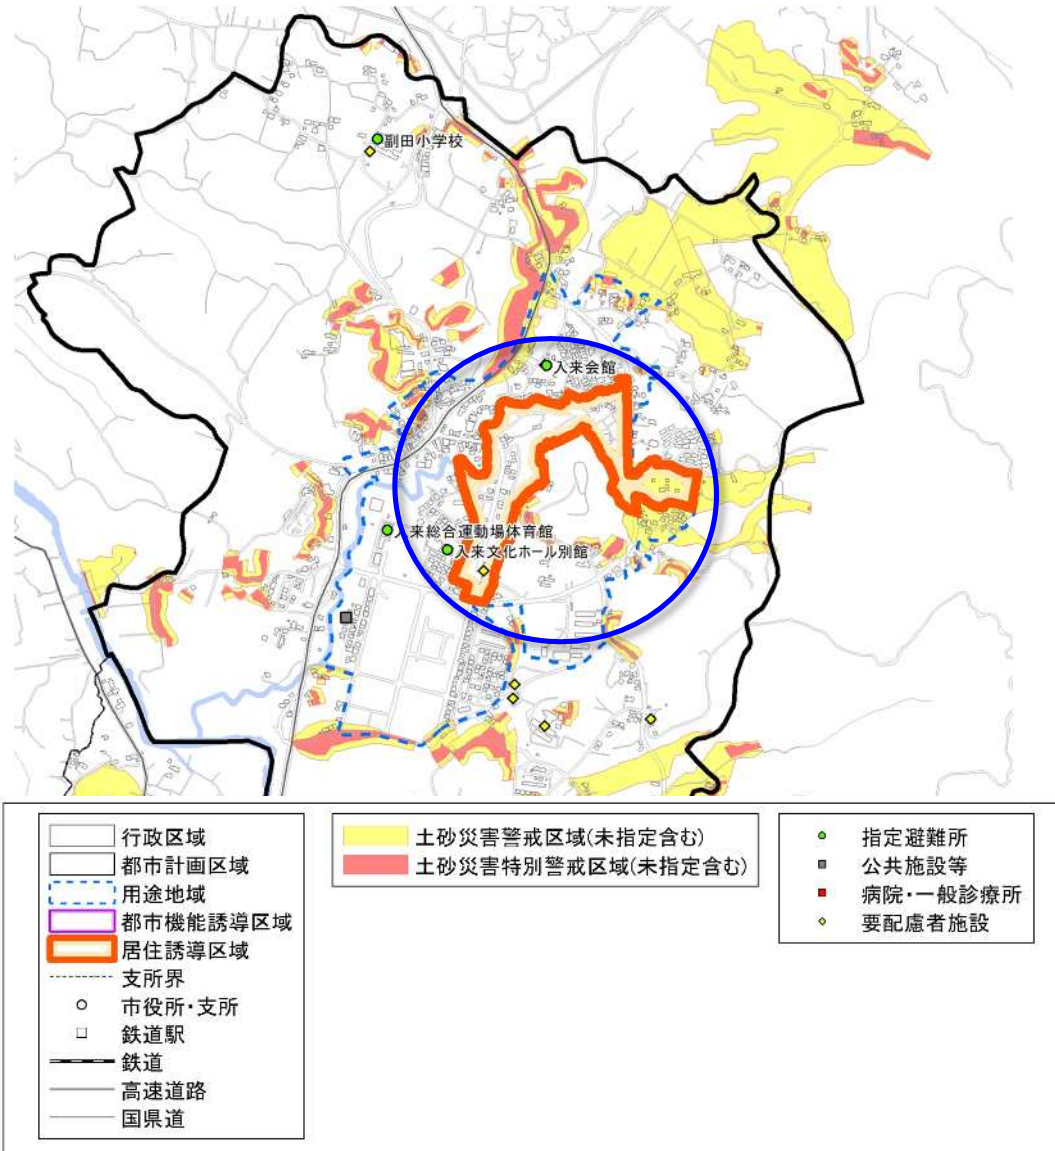 副田小学校
入来会館
入来総合運動場体育館
入来文化ホール別館
行政区域
都市計画区域
用途地域
都市機能誘導区域
居住誘導区域
支所界
市役所・支所
鉄道駅
鉄道
高速道路
国県道
土砂災害警戒区域(未指定含む)
土砂災害特別警戒区域(未指定含む)
指定避難所
公共施設等
病院・一般診療所
要配慮者施設